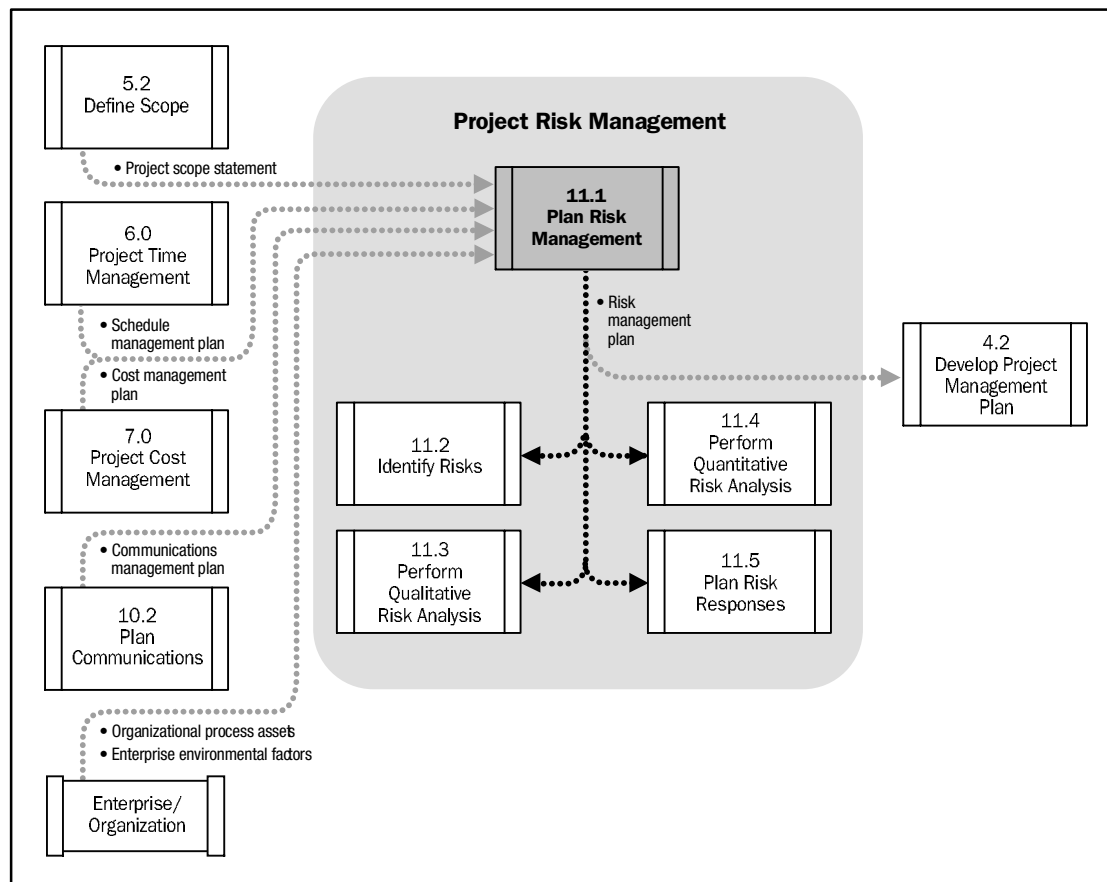 5.2
Define Scope
• Project scope statement
6.0
Project Time
Management
• Schedule
management plan
• Cost management
plan
7.0
Project Cost
Management
• Communications
management plan
10.2
Plan
Communications
• Organizational process assets
• Enterprise environmental factors
Enterprise/
Organization
Project Risk Management
11.1
Plan Risk
Management
• Risk
management
plan
11.2
Identify Risks
11.4
Perform
Quantitative
Risk Analysis
11.3
Perform
Qualitative
Risk Analysis
11.5
Plan Risk
Responses
4.2
Develop Project
Management
Plan